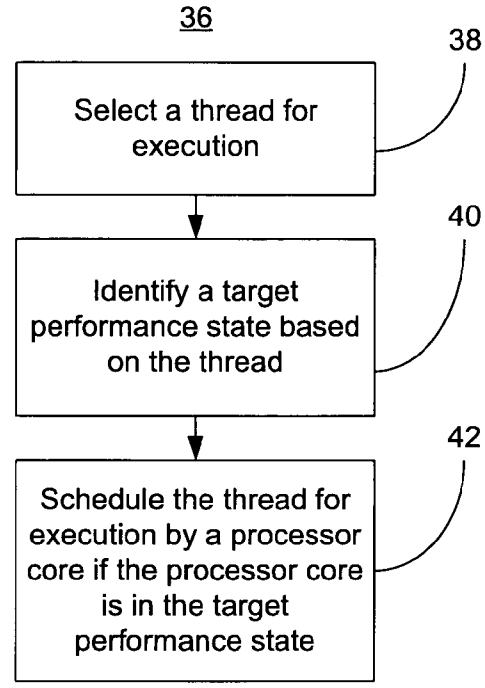 36
38
Select a thread for
execution
40
Identify a target
performance state based
on the thread
42
Schedule the thread for
execution by a processor
core if the processor core
is in the target
performance state